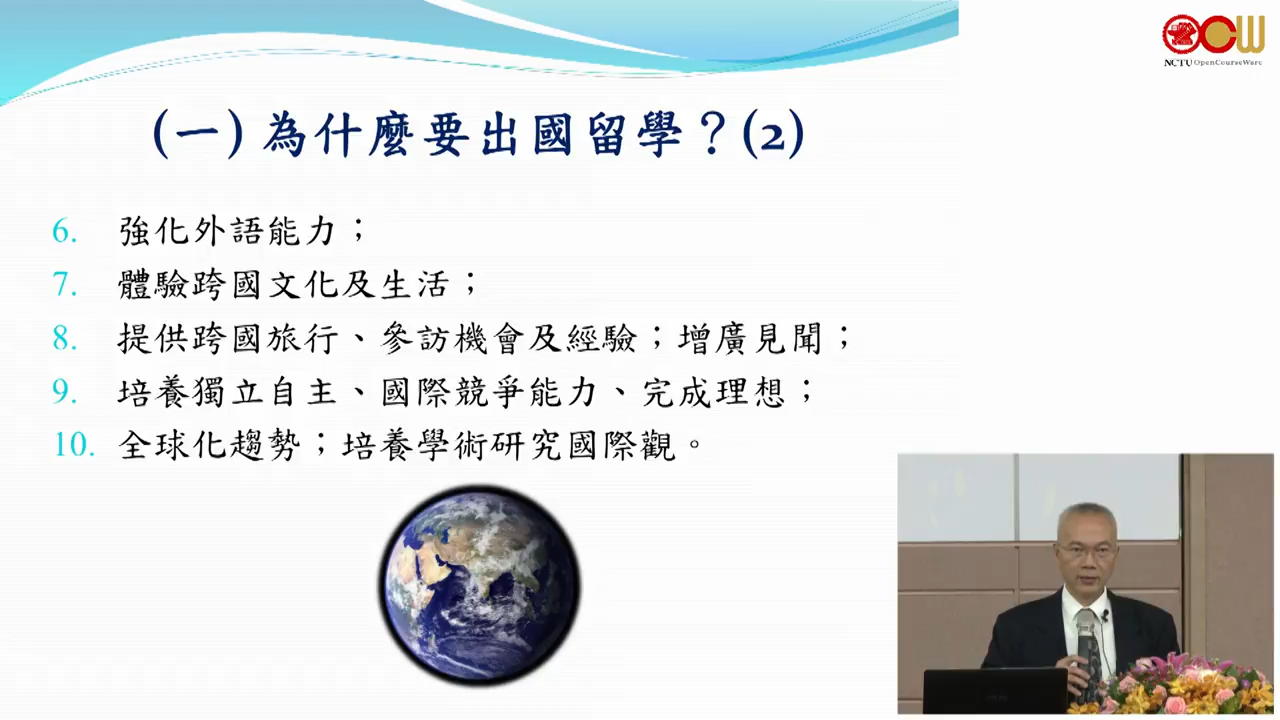 OCW
NCTU OpenCourseWare
(一) 為什麼要出國留學？(2)
6. 強化外語能力；
7. 體驗跨國文化及生活；
8. 提供跨國旅行、參訪機會及經驗；增廣見聞；
9. 培養獨立自主、國際競爭能力、完成理想；
10. 全球化趨勢；培養學術研究國際觀。